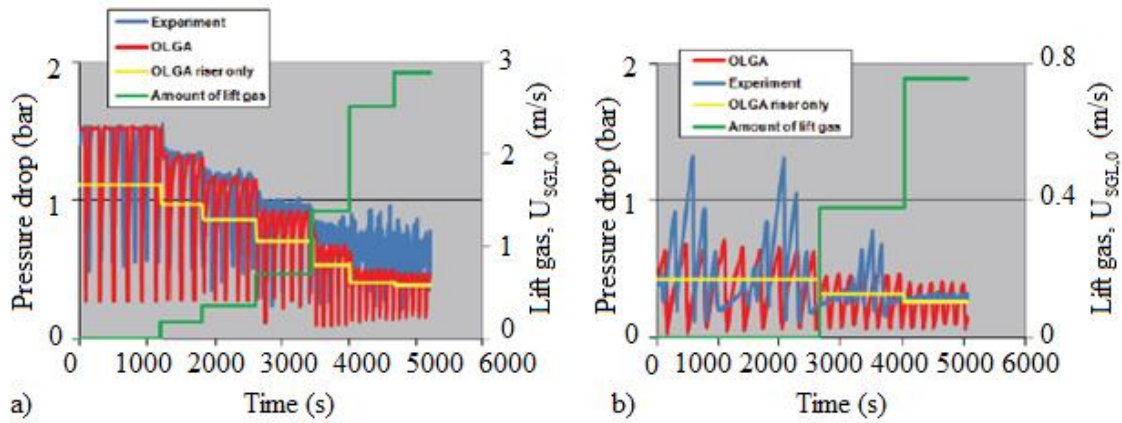 Experiment
OLGA
OLGA riser only
Amount of lift gas
2
1
0
Pressure drop (bar)
3
2
1
0
Lift gas, U_SGL,0 (m/s)
0 1000 2000 3000 4000 5000 6000
a) Time (s)
OLGA
Experiment
OLGA riser only
Amount of lift gas
2
1
0
Pressure drop (bar)
0.8
0.4
0
Lift gas, U_SGL,0 (m/s)
0 1000 2000 3000 4000 5000 6000
b) Time (s)